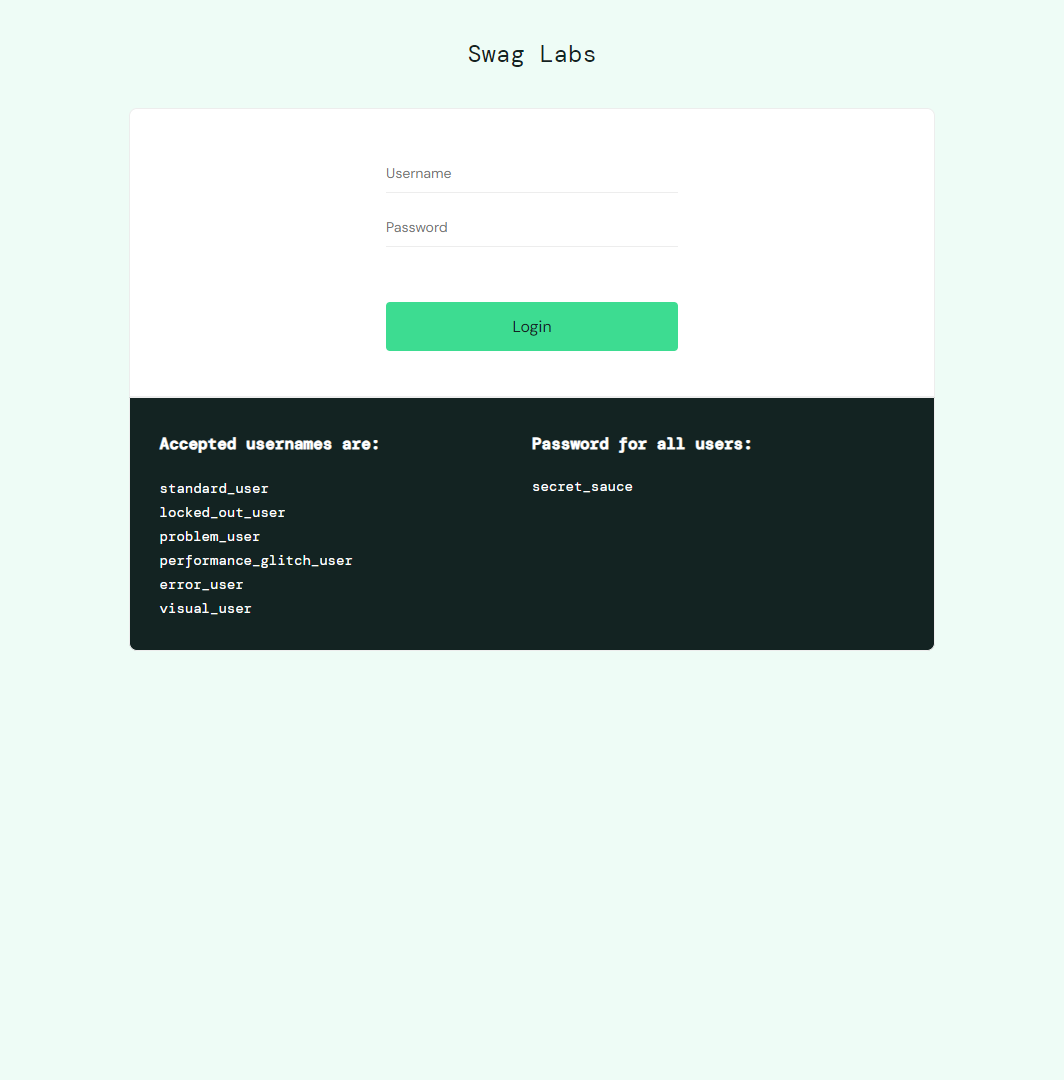 Swag Labs
Username
Password
Login
Accepted usernames are:
standard_user
locked_out_user
problem_user
performance_glitch_user
error_user
visual_user
Password for all users:
secret_sauce